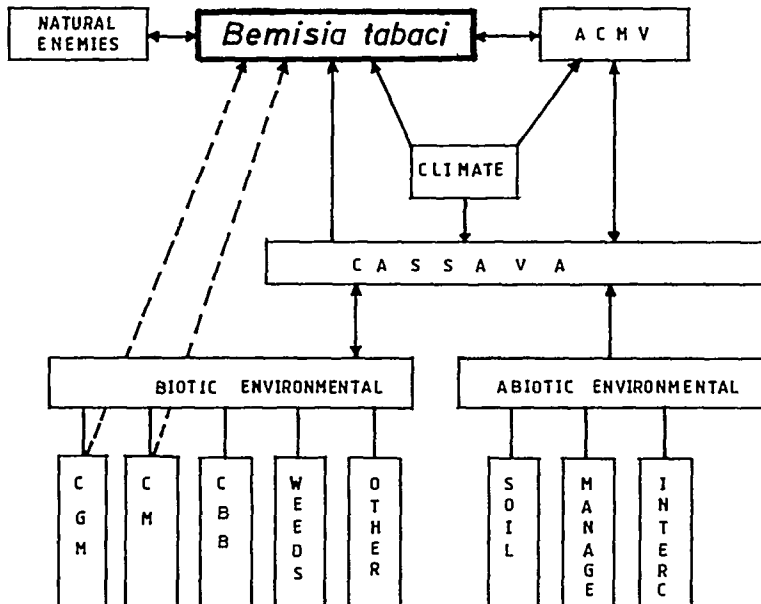 NATURAL
ENEMIES
Bemisia tabaci
ACMV
CLIMATE
CASSAVA
BIOTIC ENVIRONMENTAL
ABIOTIC ENVIRONMENTAL
CGM
CM
CBB
WEEDS
OTHER
SOIL
MANAGE
INTERC